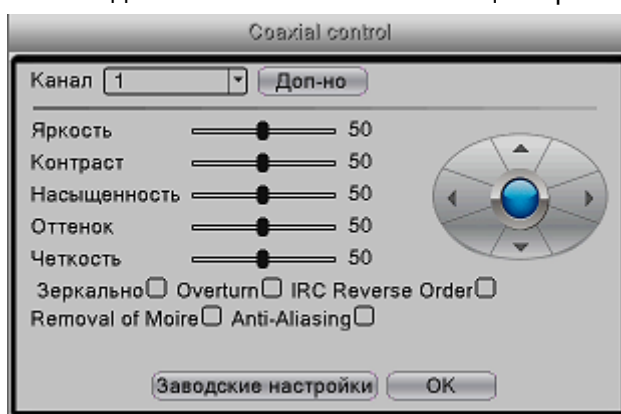 Coaxial control
Канал 1 Доп-но
Яркость 50
Контраст 50
Насыщенность 50
Оттенок 50
Четкость 50
Зеркально Overturn IRC Reverse Order
Removal of Moire Anti-Aliasing
Заводские настройки OK